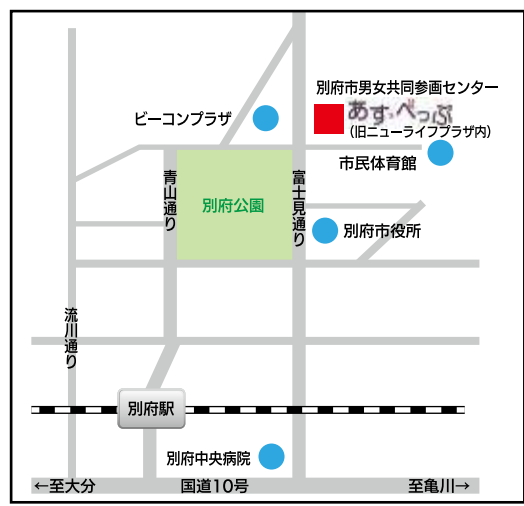 別府市男女共同参画センター
あす・べっぷ
(旧ニューライフプラザ内)
ビーコンプラザ
市民体育館
青山通り
別府公園
富士見通り
別府市役所
流川通り
別府駅
別府中央病院
←至大分
国道10号
至亀川→